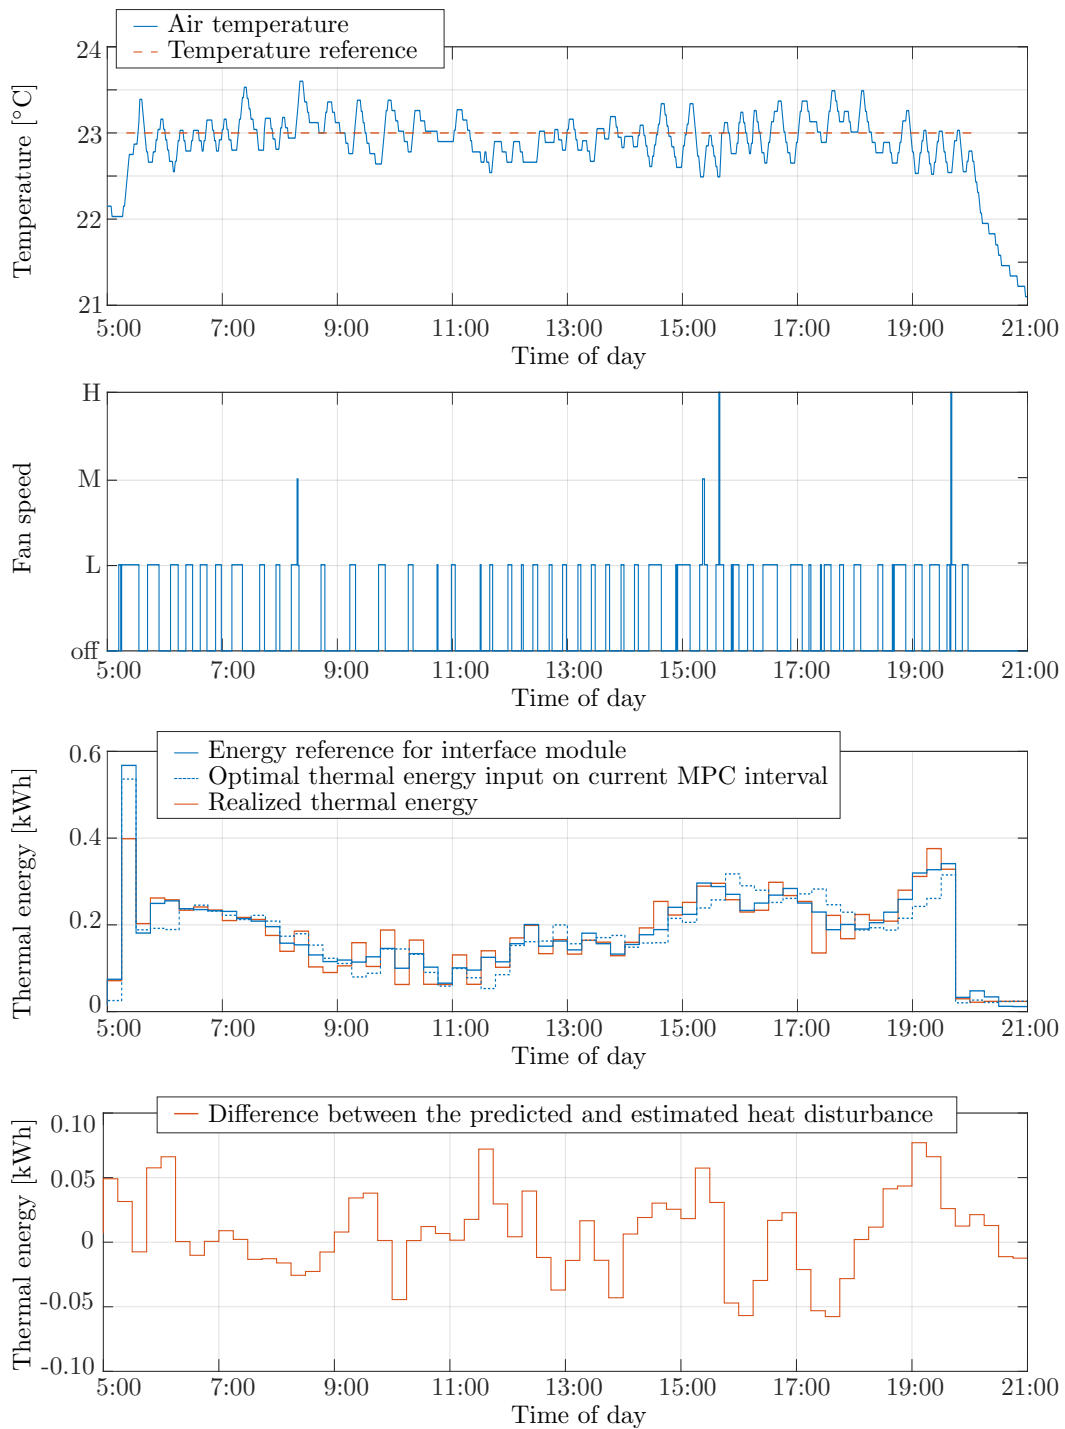 Air temperature
Temperature reference
Temperature [°C]
24
23
22
21
5:00 7:00 9:00 11:00 13:00 15:00 17:00 19:00 21:00
Time of day
Fan speed
H
M
L
off
5:00 7:00 9:00 11:00 13:00 15:00 17:00 19:00 21:00
Time of day
Energy reference for interface module
Optimal thermal energy input on current MPC interval
Realized thermal energy
Thermal energy [kWh]
0.6
0.4
0.2
0
5:00 7:00 9:00 11:00 13:00 15:00 17:00 19:00 21:00
Time of day
Difference between the predicted and estimated heat disturbance
Thermal energy [kWh]
0.10
0.05
0
-0.05
-0.10
5:00 7:00 9:00 11:00 13:00 15:00 17:00 19:00 21:00
Time of day